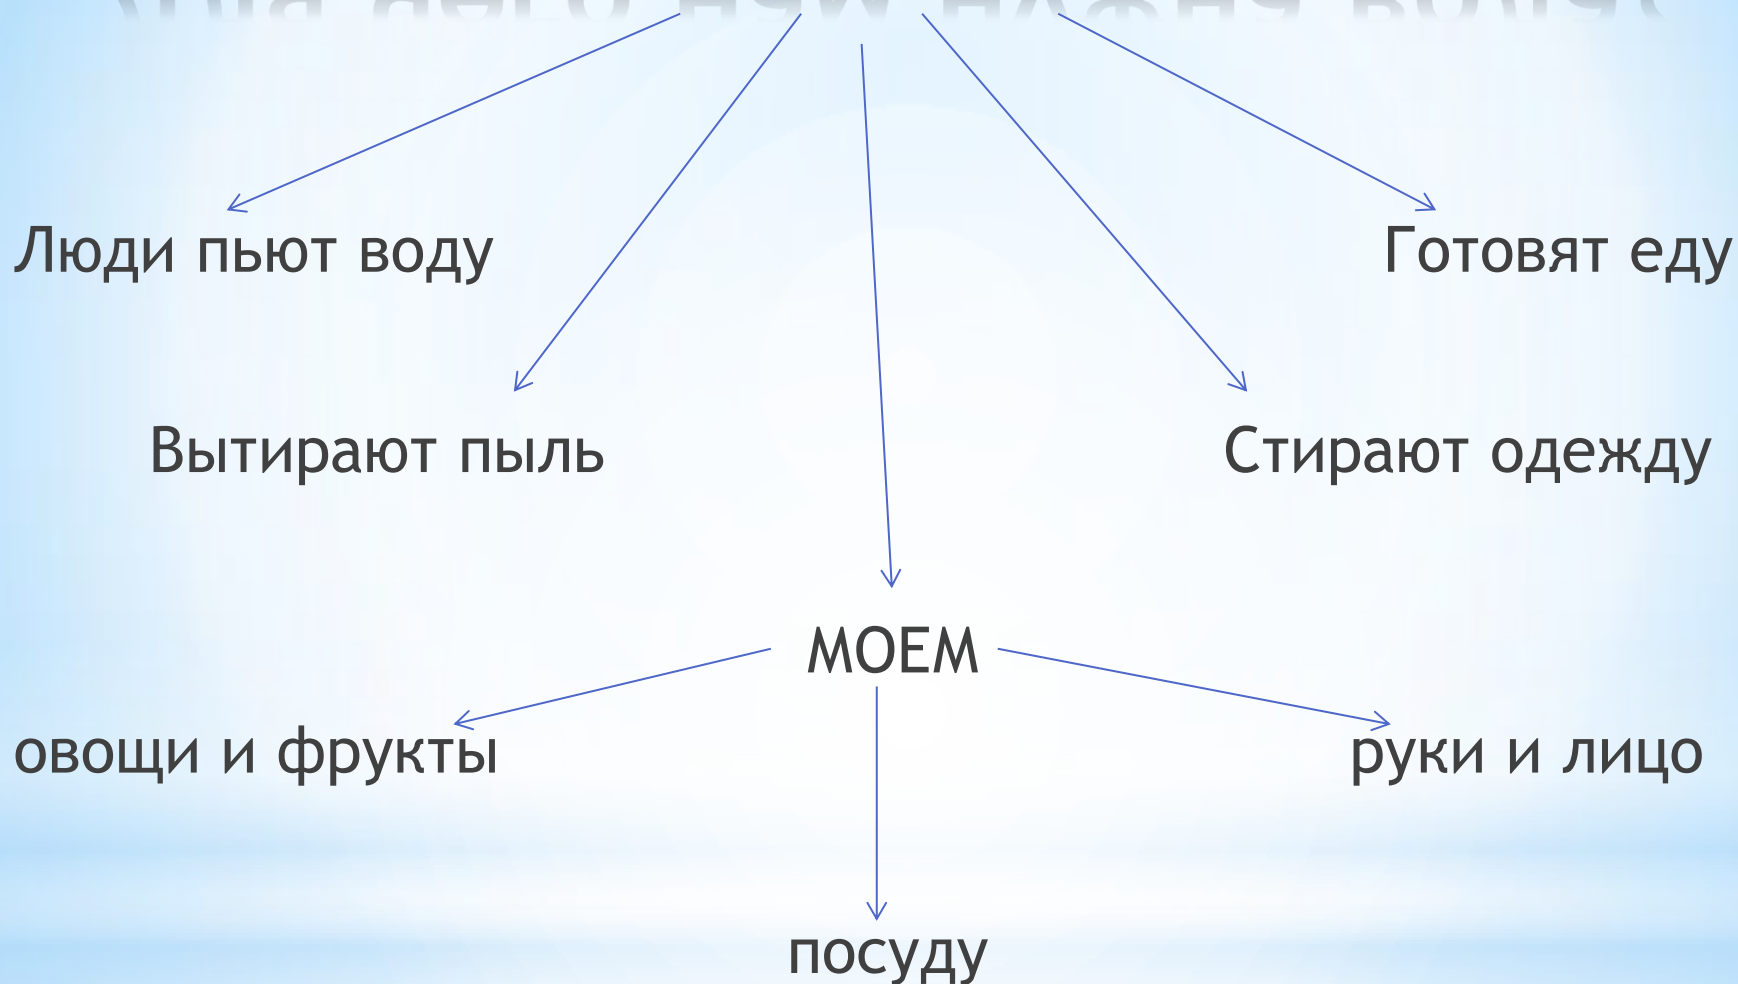 Люди пьют воду
Готовят еду
Вытирают пыль
Стирают одежду
МОЕМ
овощи и фрукты
руки и лицо
посуду